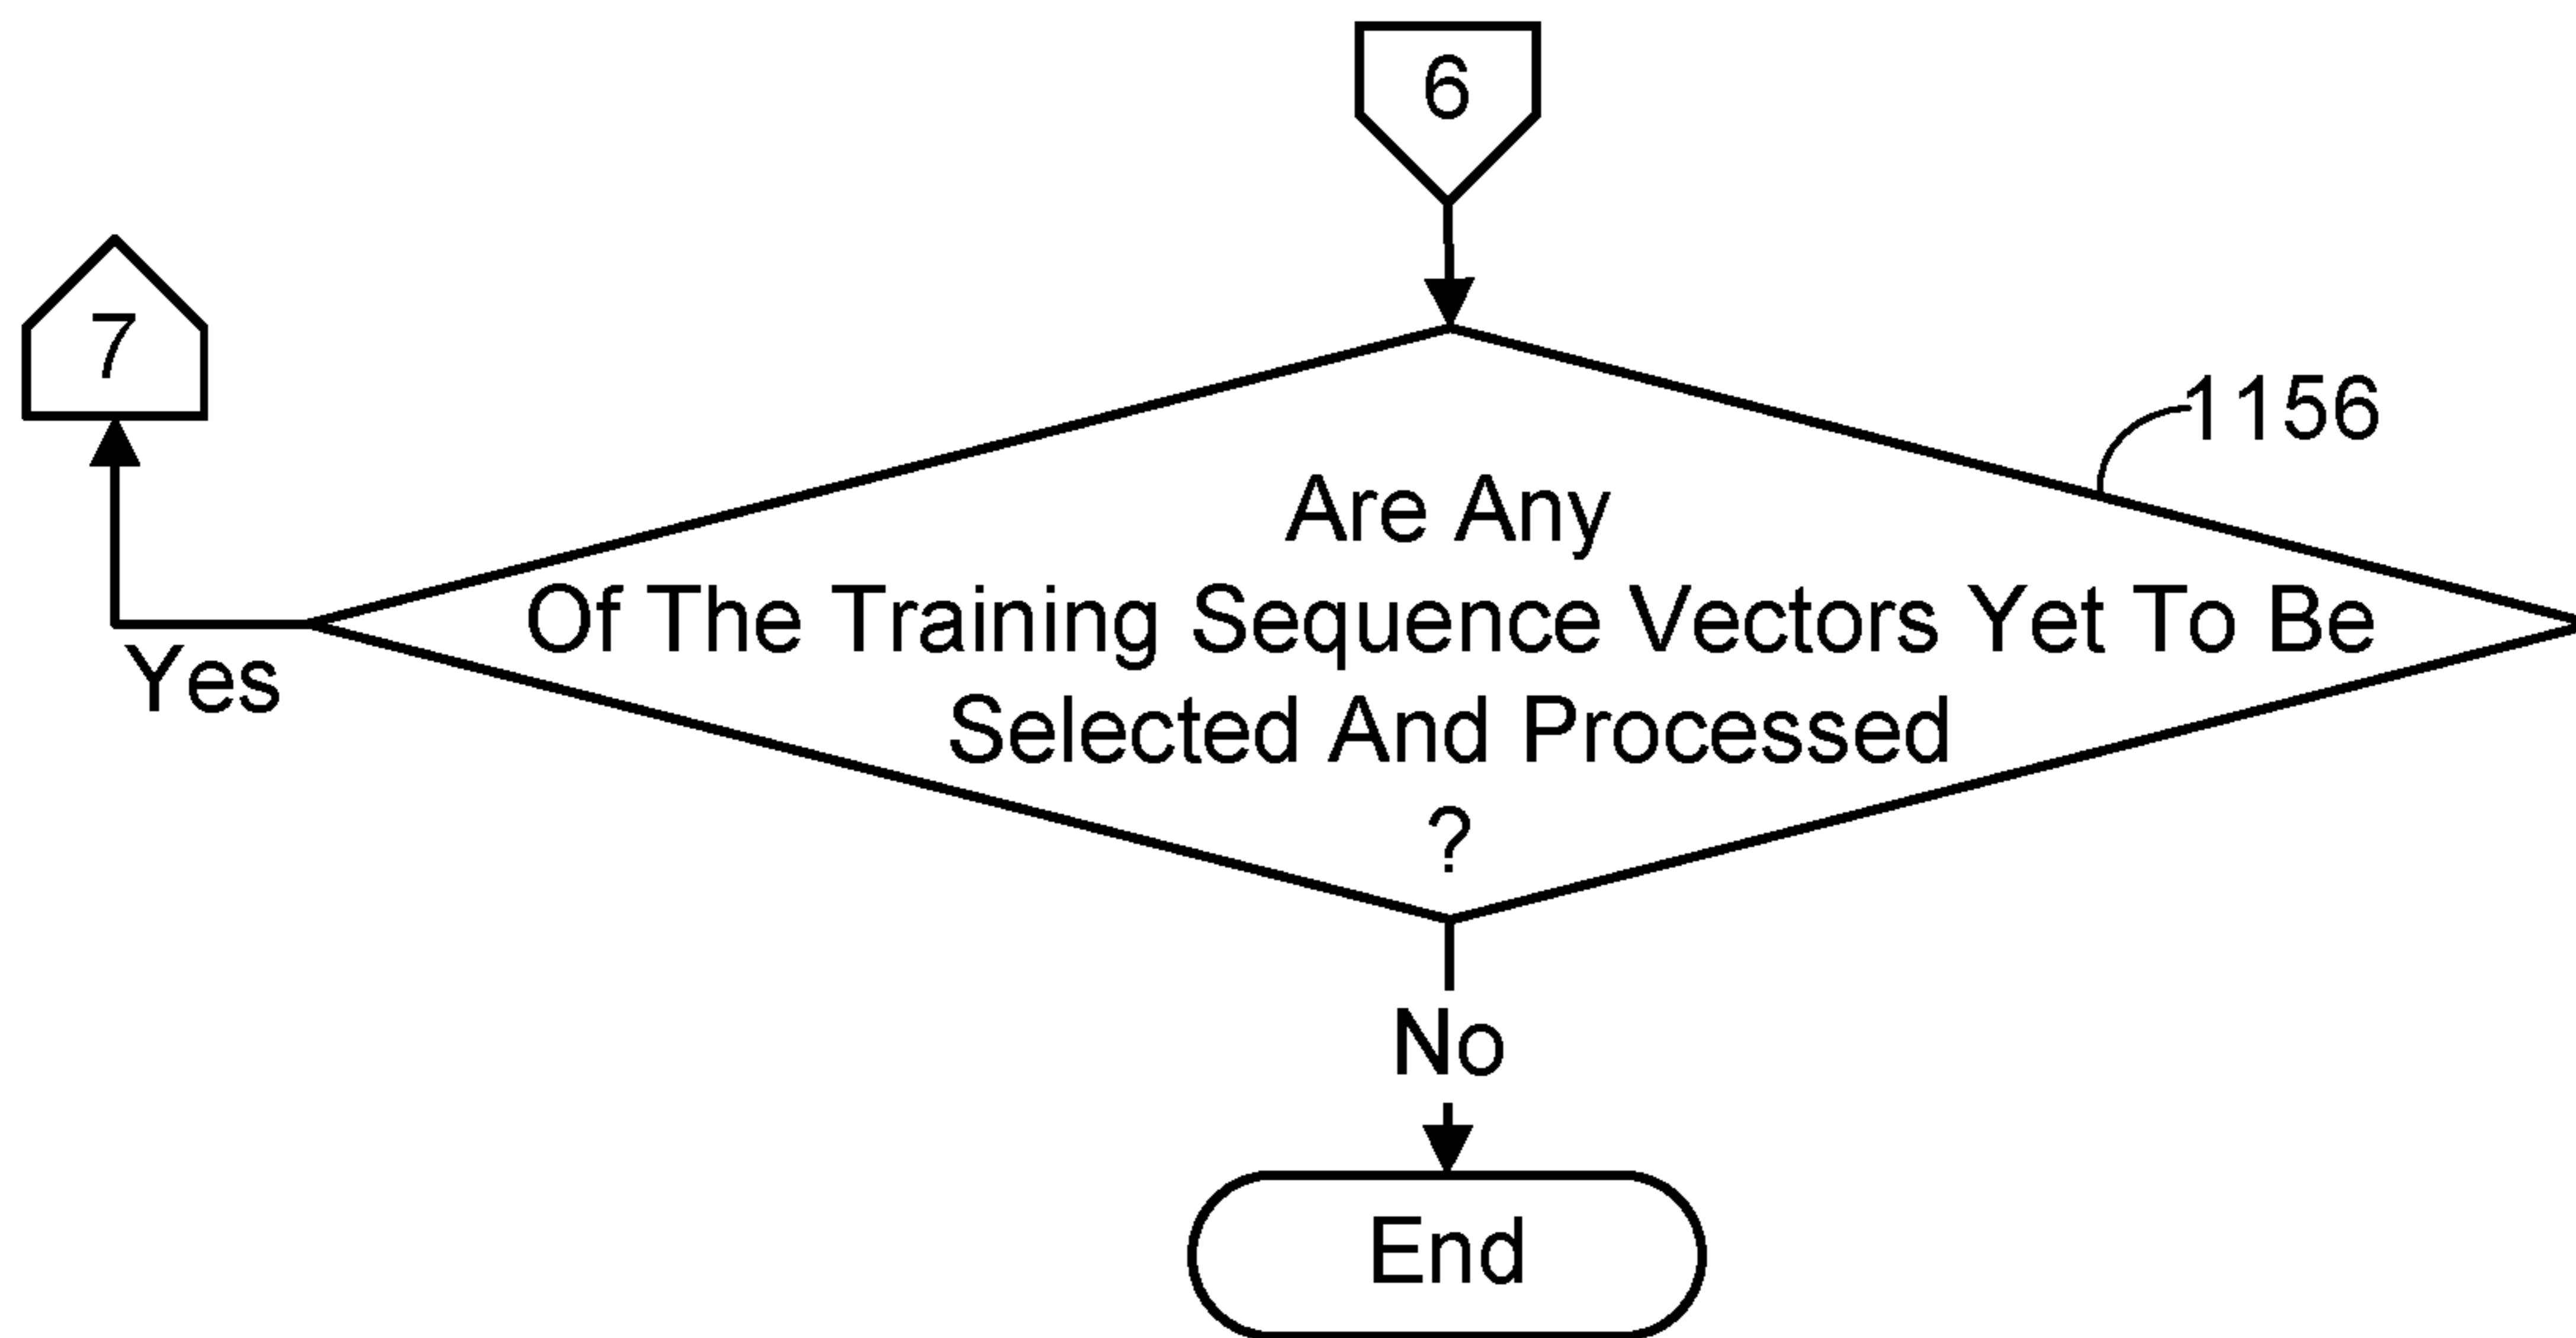 6
7
1156
Are Any
Of The Training Sequence Vectors Yet To Be
Selected And Processed
?
Yes
No
End